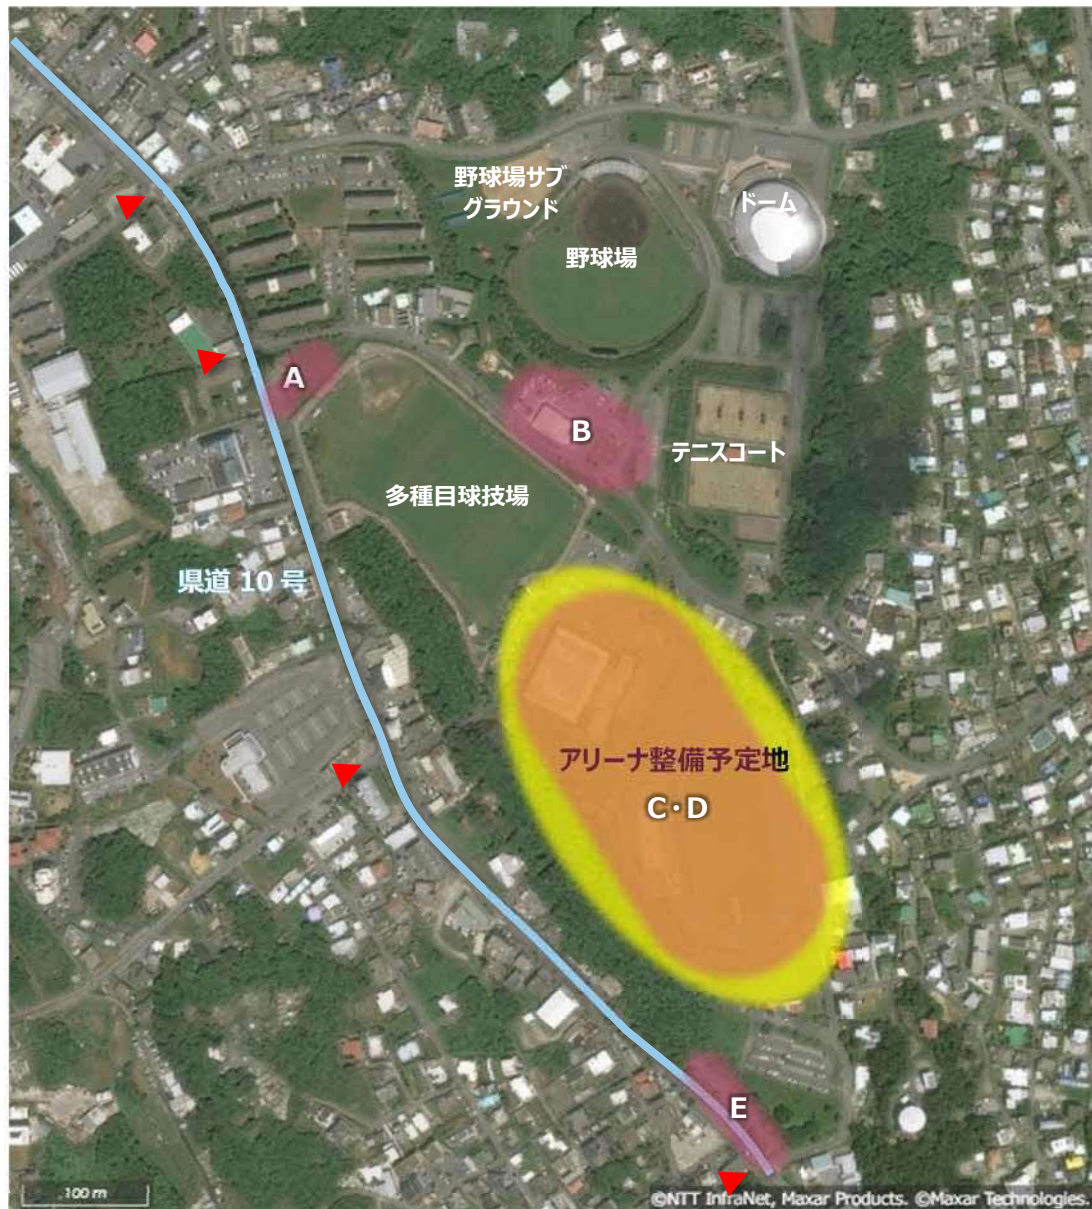 野球場サブ
グラウンド
ドーム
野球場
A
B
テニスコート
多種目球技場
県道 10 号
アリーナ整備予定地
C・D
E
100 m
©NTT InfraNet, Maxar Products. ©Maxar Technologies.